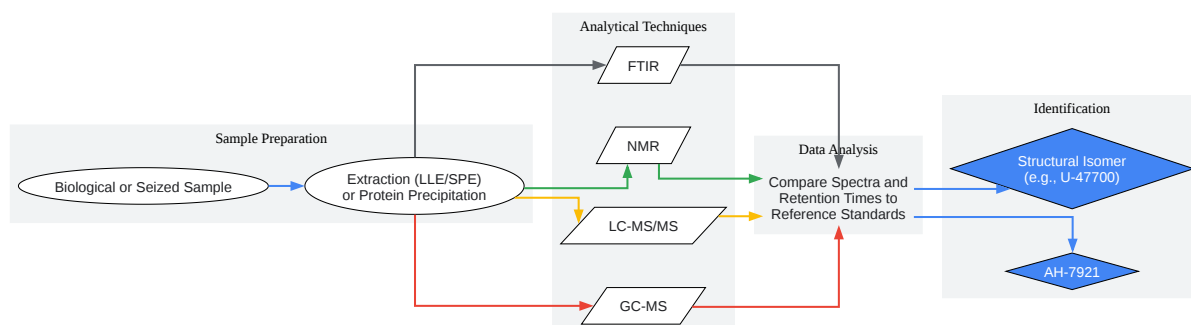 Analytical Techniques
FTIR
Identification
Sample Preparation
NMR
Data Analysis
Structural Isomer
(e.g., U-47700)
Biological or Seized Sample
Extraction (LLE/SPE)
or Protein Precipitation
Compare Spectra and
Retention Times to
Reference Standards
LC-MS/MS
AH-7921
GC-MS